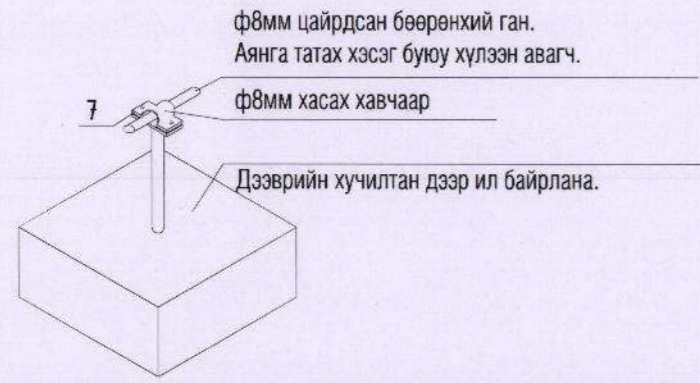 ф8мм цайрдсан бөөрөнхий ган.
Аянга татах хэсэг буюу хүлээн авагч.
7
ф8мм хасах хавчаар
Дээврийн хучилтан дээр ил байрлана.